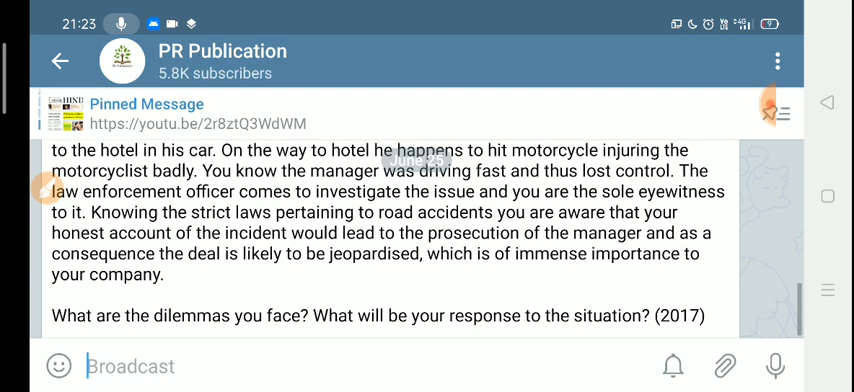 21:23
PR Publication
5.8K subscribers
Pinned Message
https://youtu.be/2r8ztQ3WdWM
to the hotel in his car. On the way to hotel he happens to hit motorcycle injuring the
June 25
motorcyclist badly. You know the manager was driving fast and thus lost control. The
law enforcement officer comes to investigate the issue and you are the sole eyewitness
to it. Knowing the strict laws pertaining to road accidents you are aware that your
honest account of the incident would lead to the prosecution of the manager and as a
consequence the deal is likely to be jeopardised, which is of immense importance to
your company.
What are the dilemmas you face? What will be your response to the situation? (2017)
Broadcast